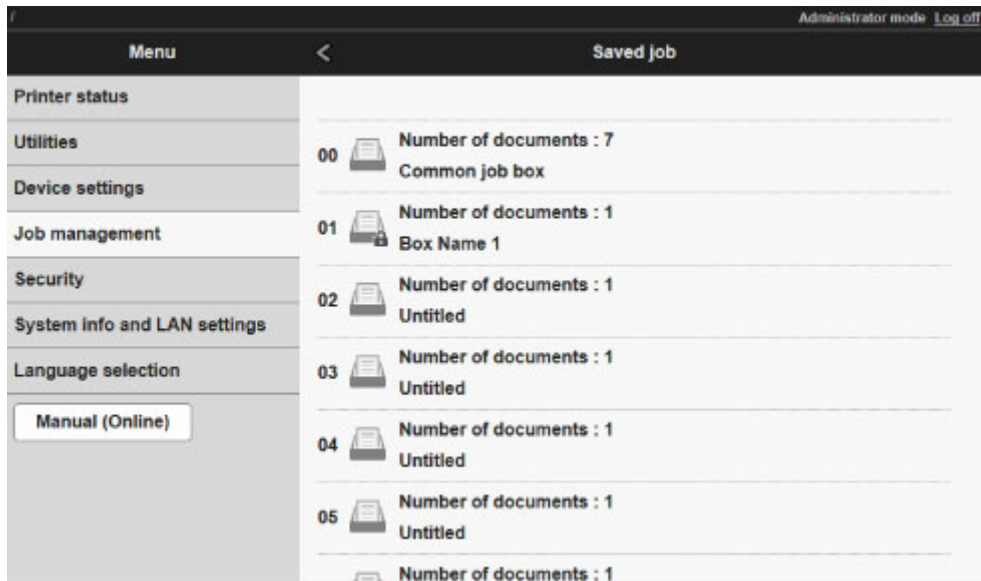 Administrator mode Log off
Menu
< Saved job
Printer status
Utilities
Device settings
Job management
Security
System info and LAN settings
Language selection
Manual (Online)
00
Number of documents : 7
Common job box
01
Number of documents : 1
Box Name 1
02
Number of documents : 1
Untitled
03
Number of documents : 1
Untitled
04
Number of documents : 1
Untitled
05
Number of documents : 1
Untitled
Number of documents : 1